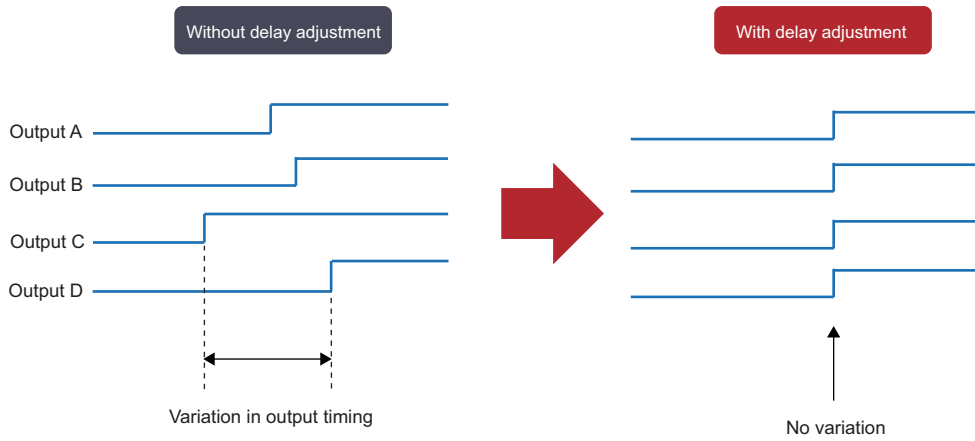 Without delay adjustment
With delay adjustment
Output A
Output B
Output C
Output D
Variation in output timing
No variation